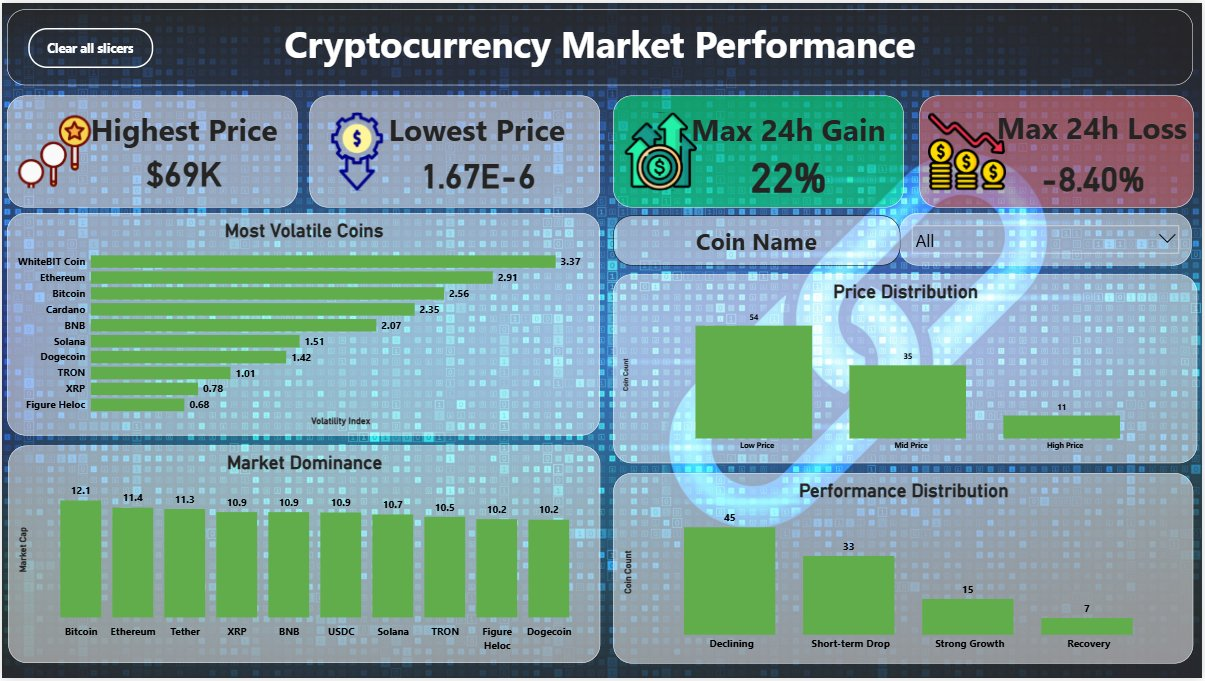 Clear all slicers
Cryptocurrency Market Performance
Highest Price
$69K
Lowest Price
1.67E-6
Max 24h Gain
22%
Max 24h Loss
-8.40%
Most Volatile Coins
WhiteBIT Coin 3.37
Ethereum 2.91
Bitcoin 2.56
Cardano 2.35
BNB 2.07
Solana 1.51
Dogecoin 1.42
TRON 1.01
XRP 0.78
Figure Heloc 0.68
Volatility Index
Coin Name
All
Price Distribution
Coin Count
54 35 11
Low Price Mid Price High Price
Market Dominance
Market Cap
12.1 11.4 11.3 10.9 10.9 10.9 10.7 10.5 10.2 10.2
Bitcoin Ethereum Tether XRP BNB USDC Solana TRON Figure Dogecoin
Heloc
Performance Distribution
Coin Count
45 33 15 7
Declining Short-term Drop Strong Growth Recovery